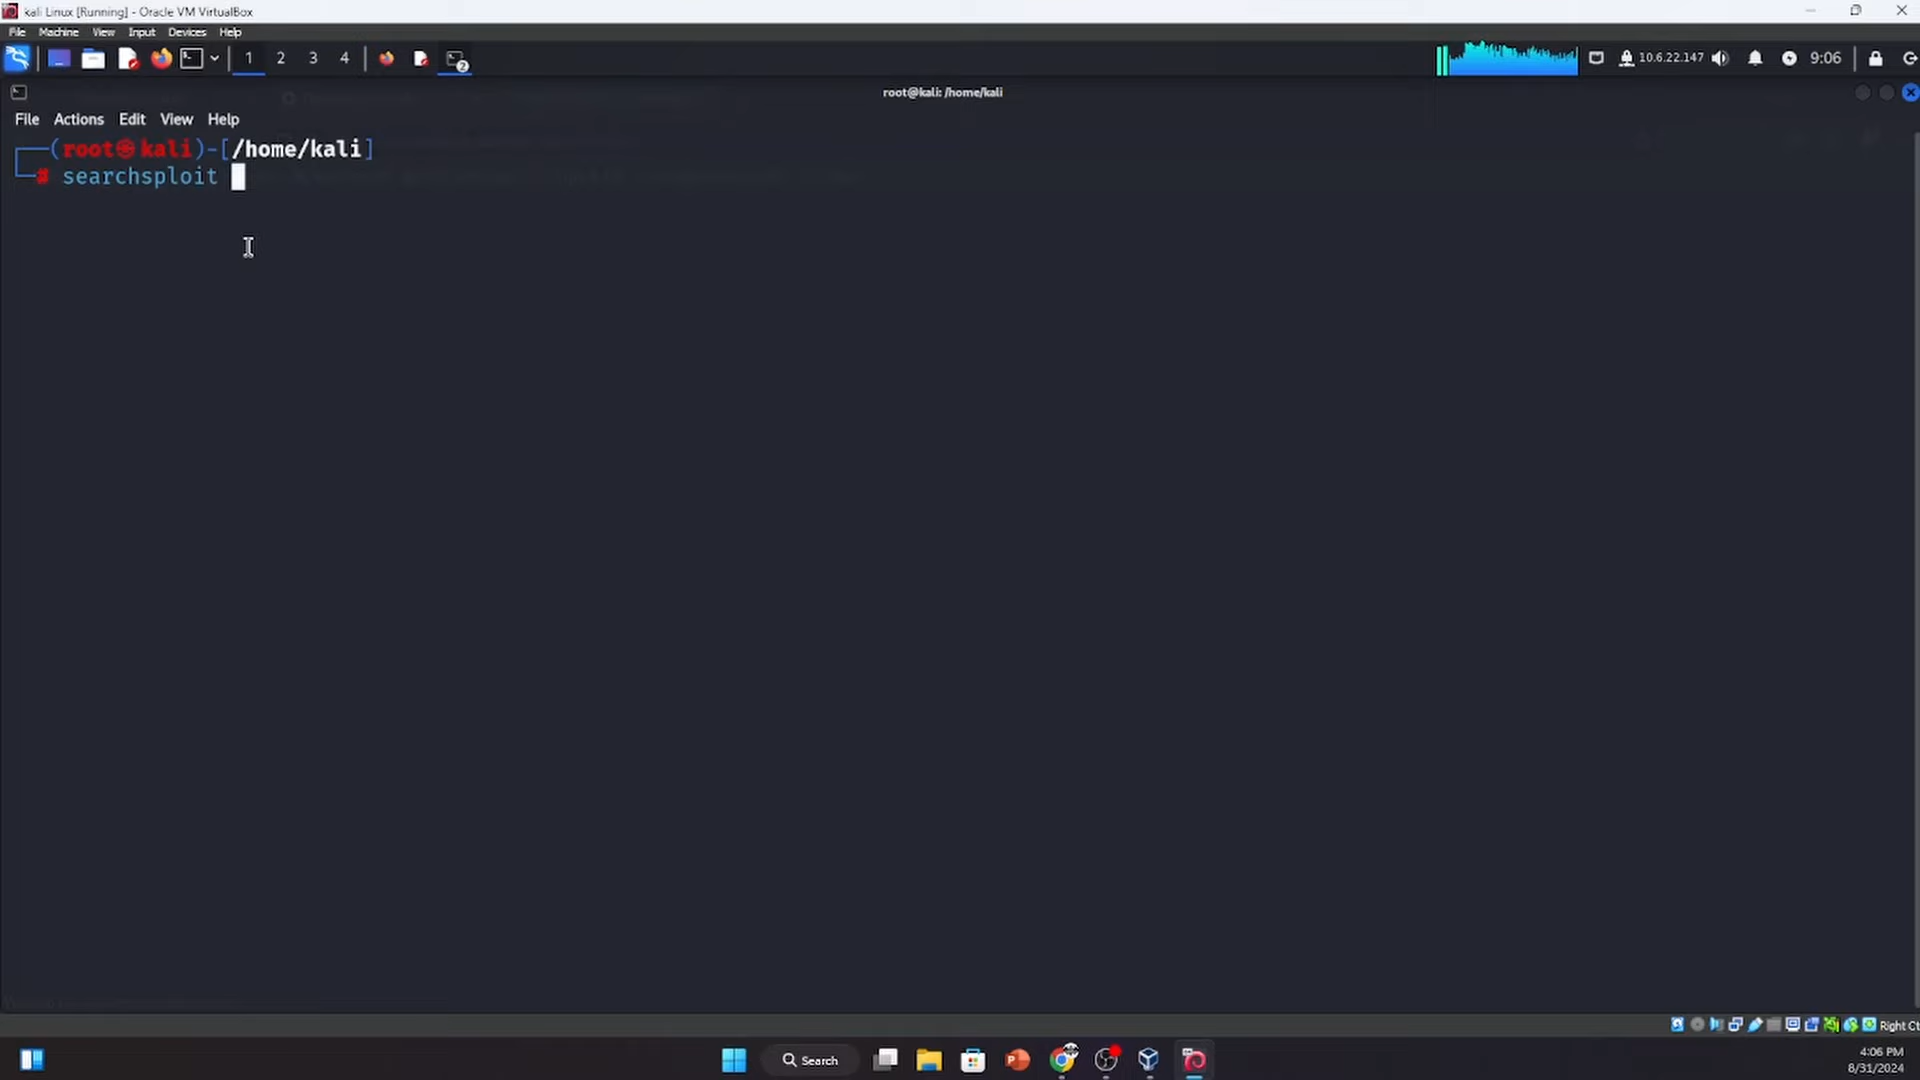 kali Linux [Running] - Oracle VM VirtualBox
File Machine View Input Devices Help
1 2 3 4
2
10.6.22.147
9:06
root@kali: /home/kali
File Actions Edit View Help
(root㉿kali)-[/home/kali]
# searchsploit
Right Ct
Search
4:06 PM
8/31/2024